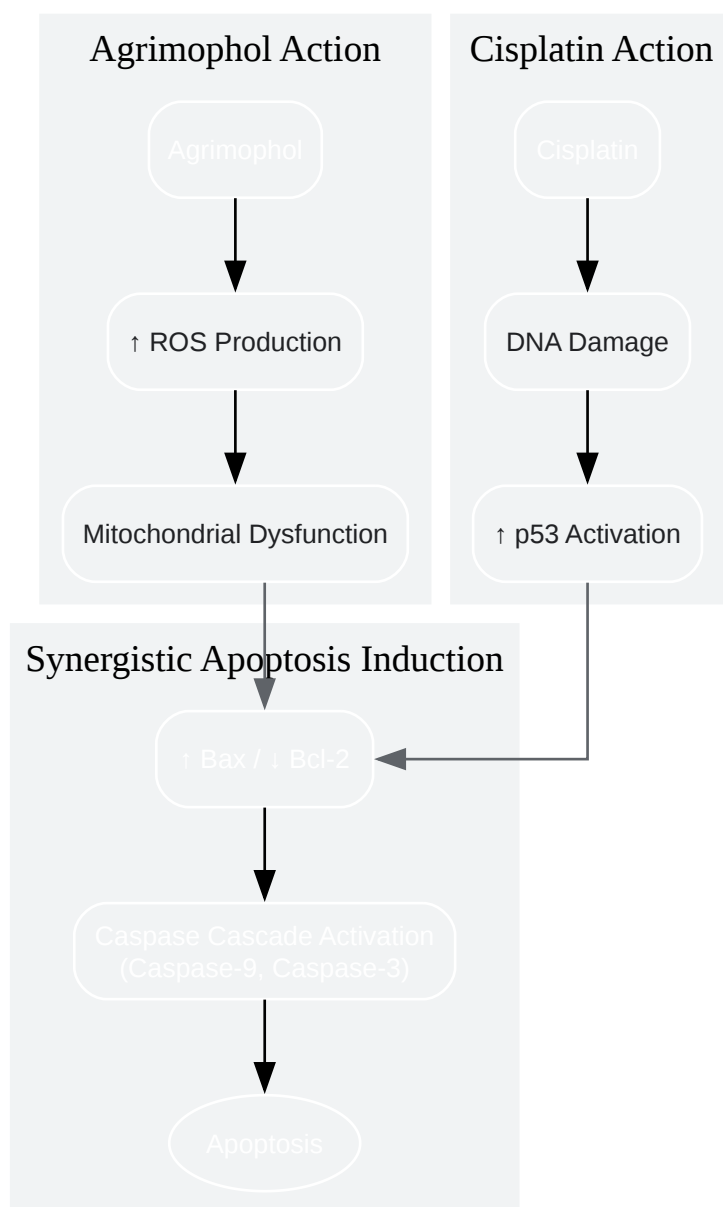 Agrimophol Action
Cisplatin Action
Agrimophol
Cisplatin
↑ ROS Production
DNA Damage
Mitochondrial Dysfunction
↑ p53 Activation
Synergistic Apoptosis Induction
↑ Bax / ↓ Bcl-2
Caspase Cascade Activation
(Caspase-9, Caspase-3)
Apoptosis